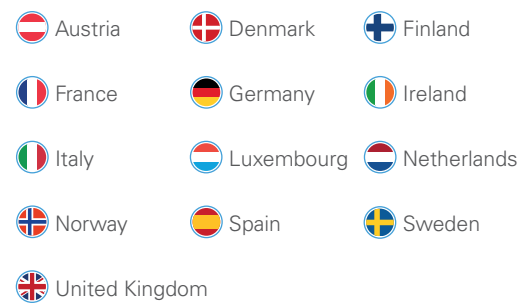 Austria Denmark Finland
France Germany Ireland
Italy Luxembourg Netherlands
Norway Spain Sweden
United Kingdom